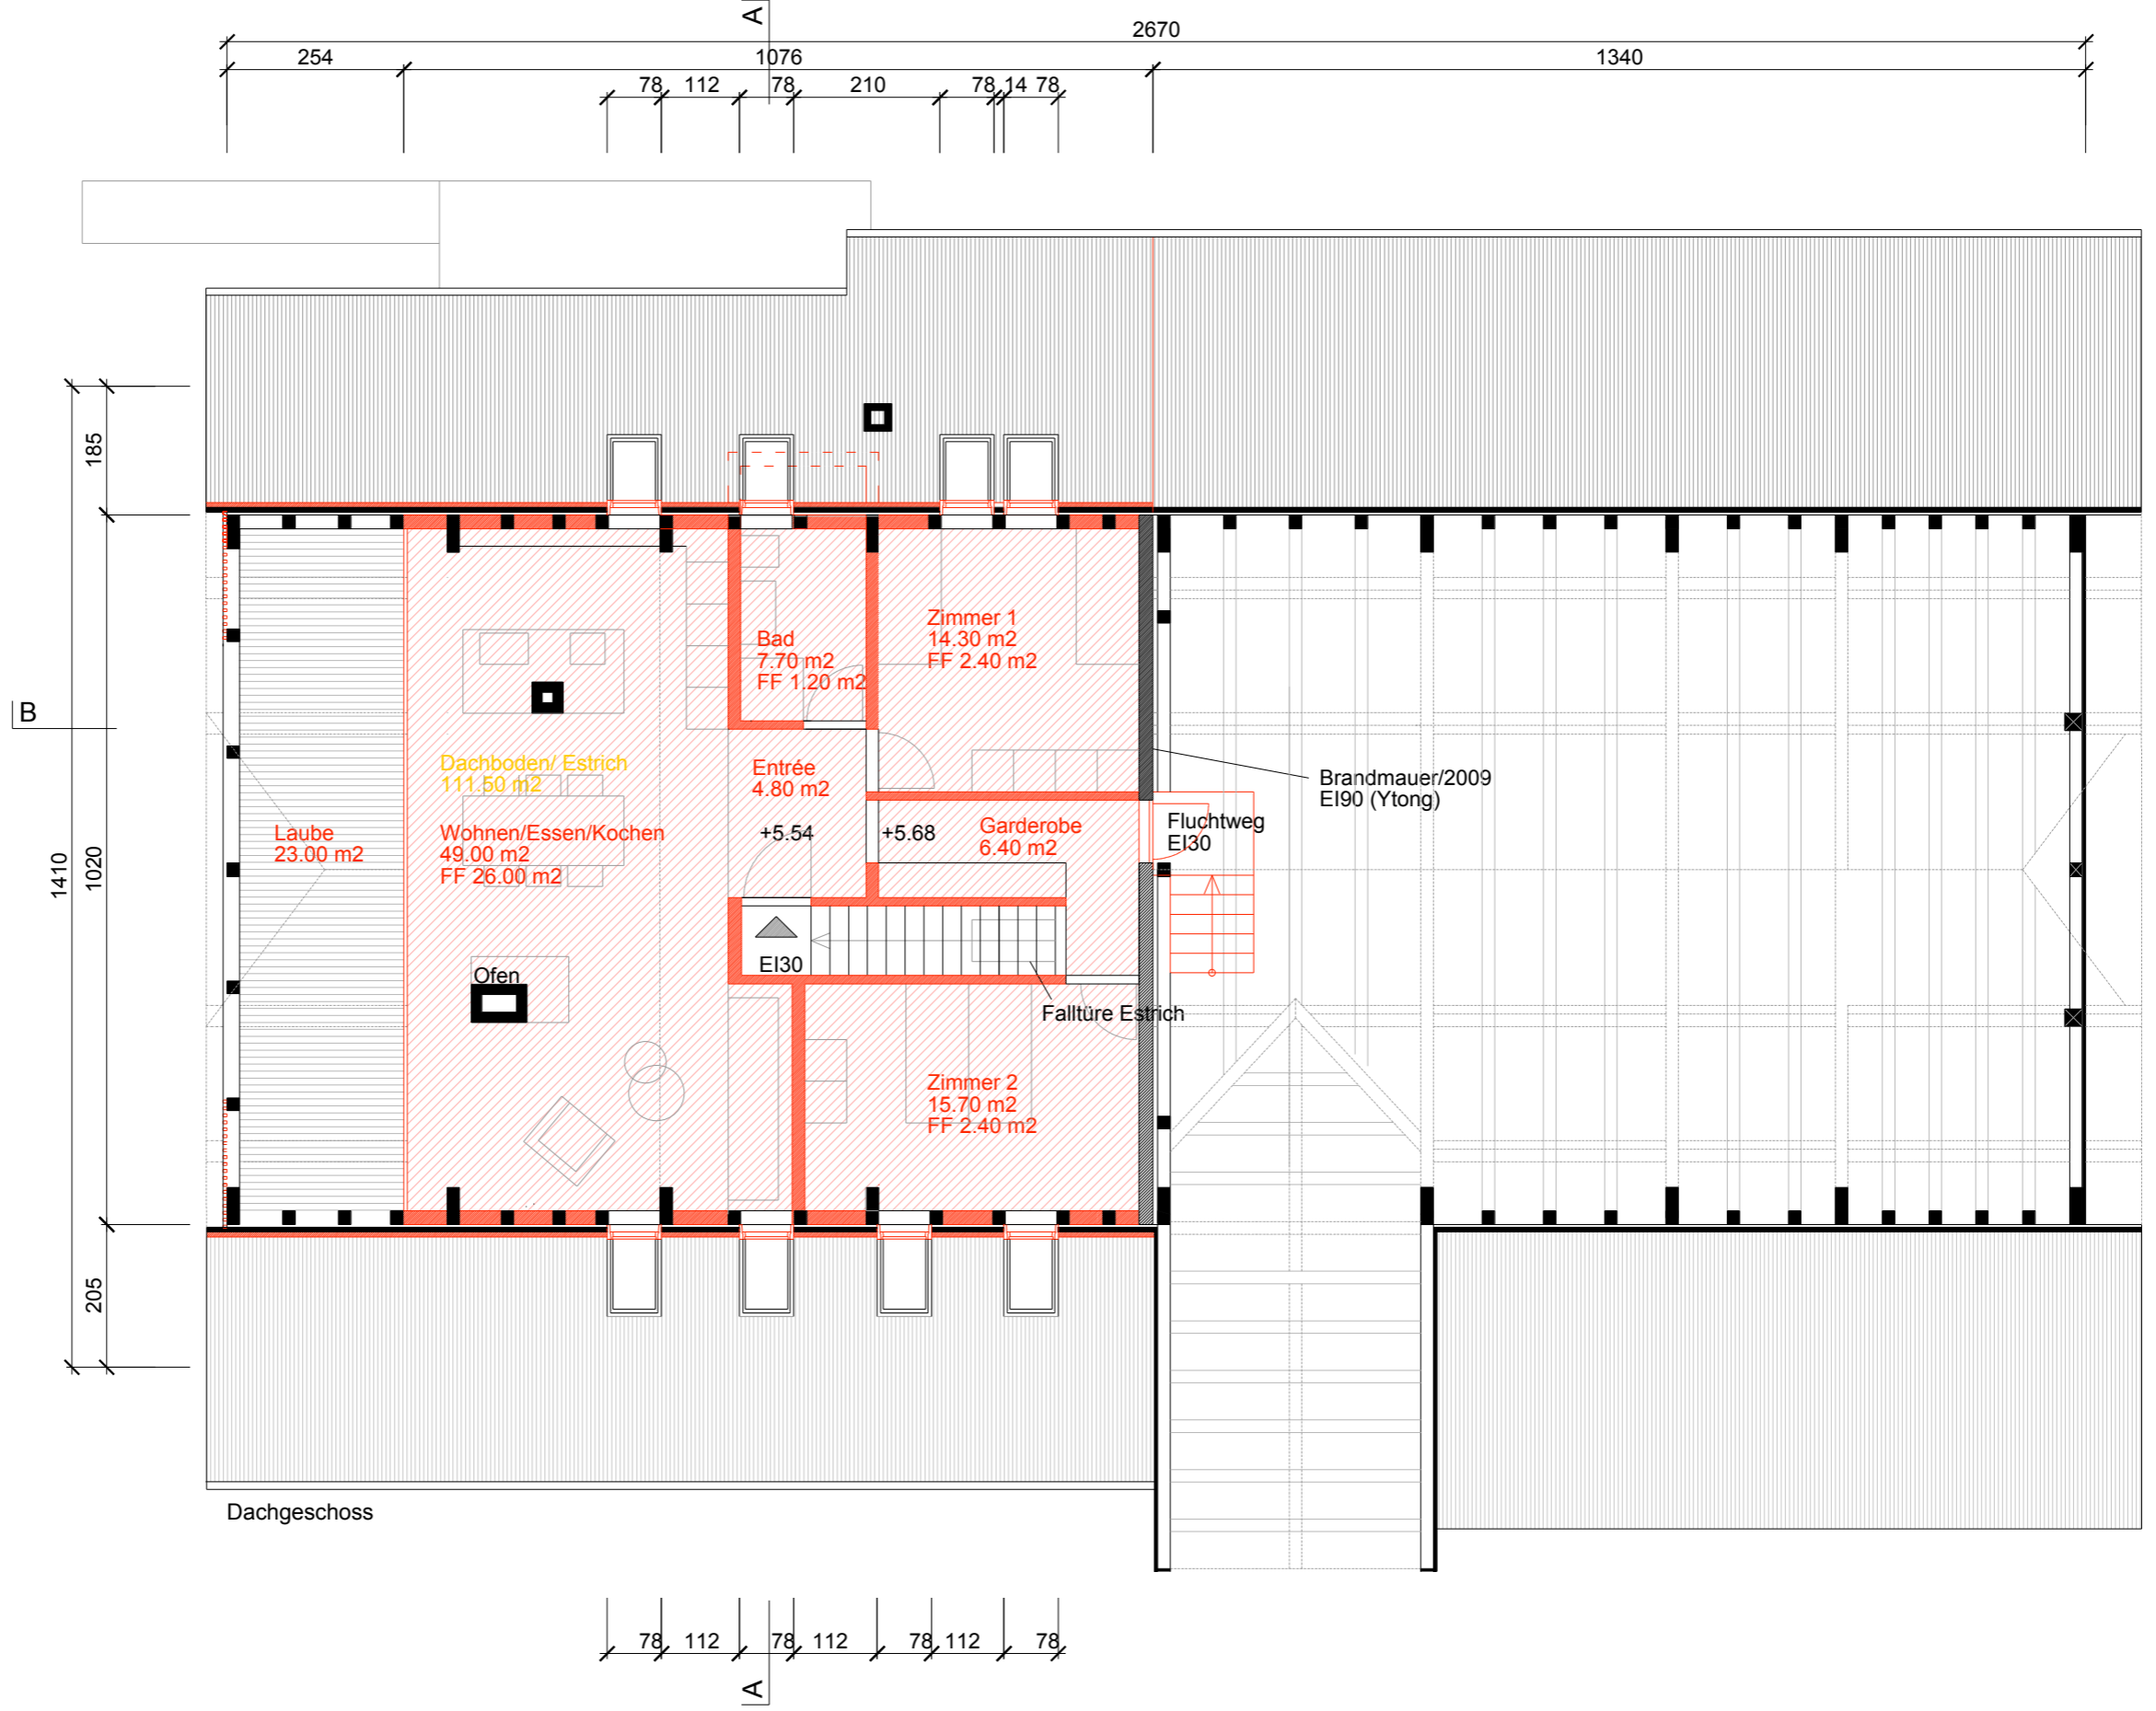 A
2670
254
1076
1340
78
112
78
210
78
14
78
185
1410
1020
205
B
Zimmer 1
14.30 m2
FF 2.40 m2
Bad
7.70 m2
FF 1.20 m2
Dachboden/ Estrich
111.50 m2
Entrée
4.80 m2
Brandmauer/2009
EI90 (Ytong)
Laube
23.00 m2
Wohnen/Essen/Kochen
49.00 m2
FF 26.00 m2
+5.54
+5.68
Garderobe
6.40 m2
Fluchtweg
EI30
EI30
Ofen
Falltüre Estrich
Zimmer 2
15.70 m2
FF 2.40 m2
Dachgeschoss
78
112
78
112
78
112
78
A